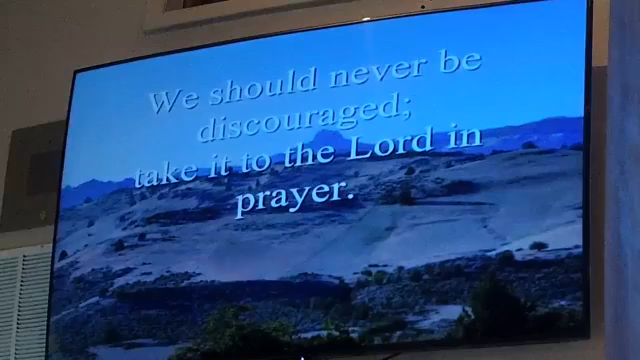 We should never be
discouraged;
take it to the Lord in
prayer.